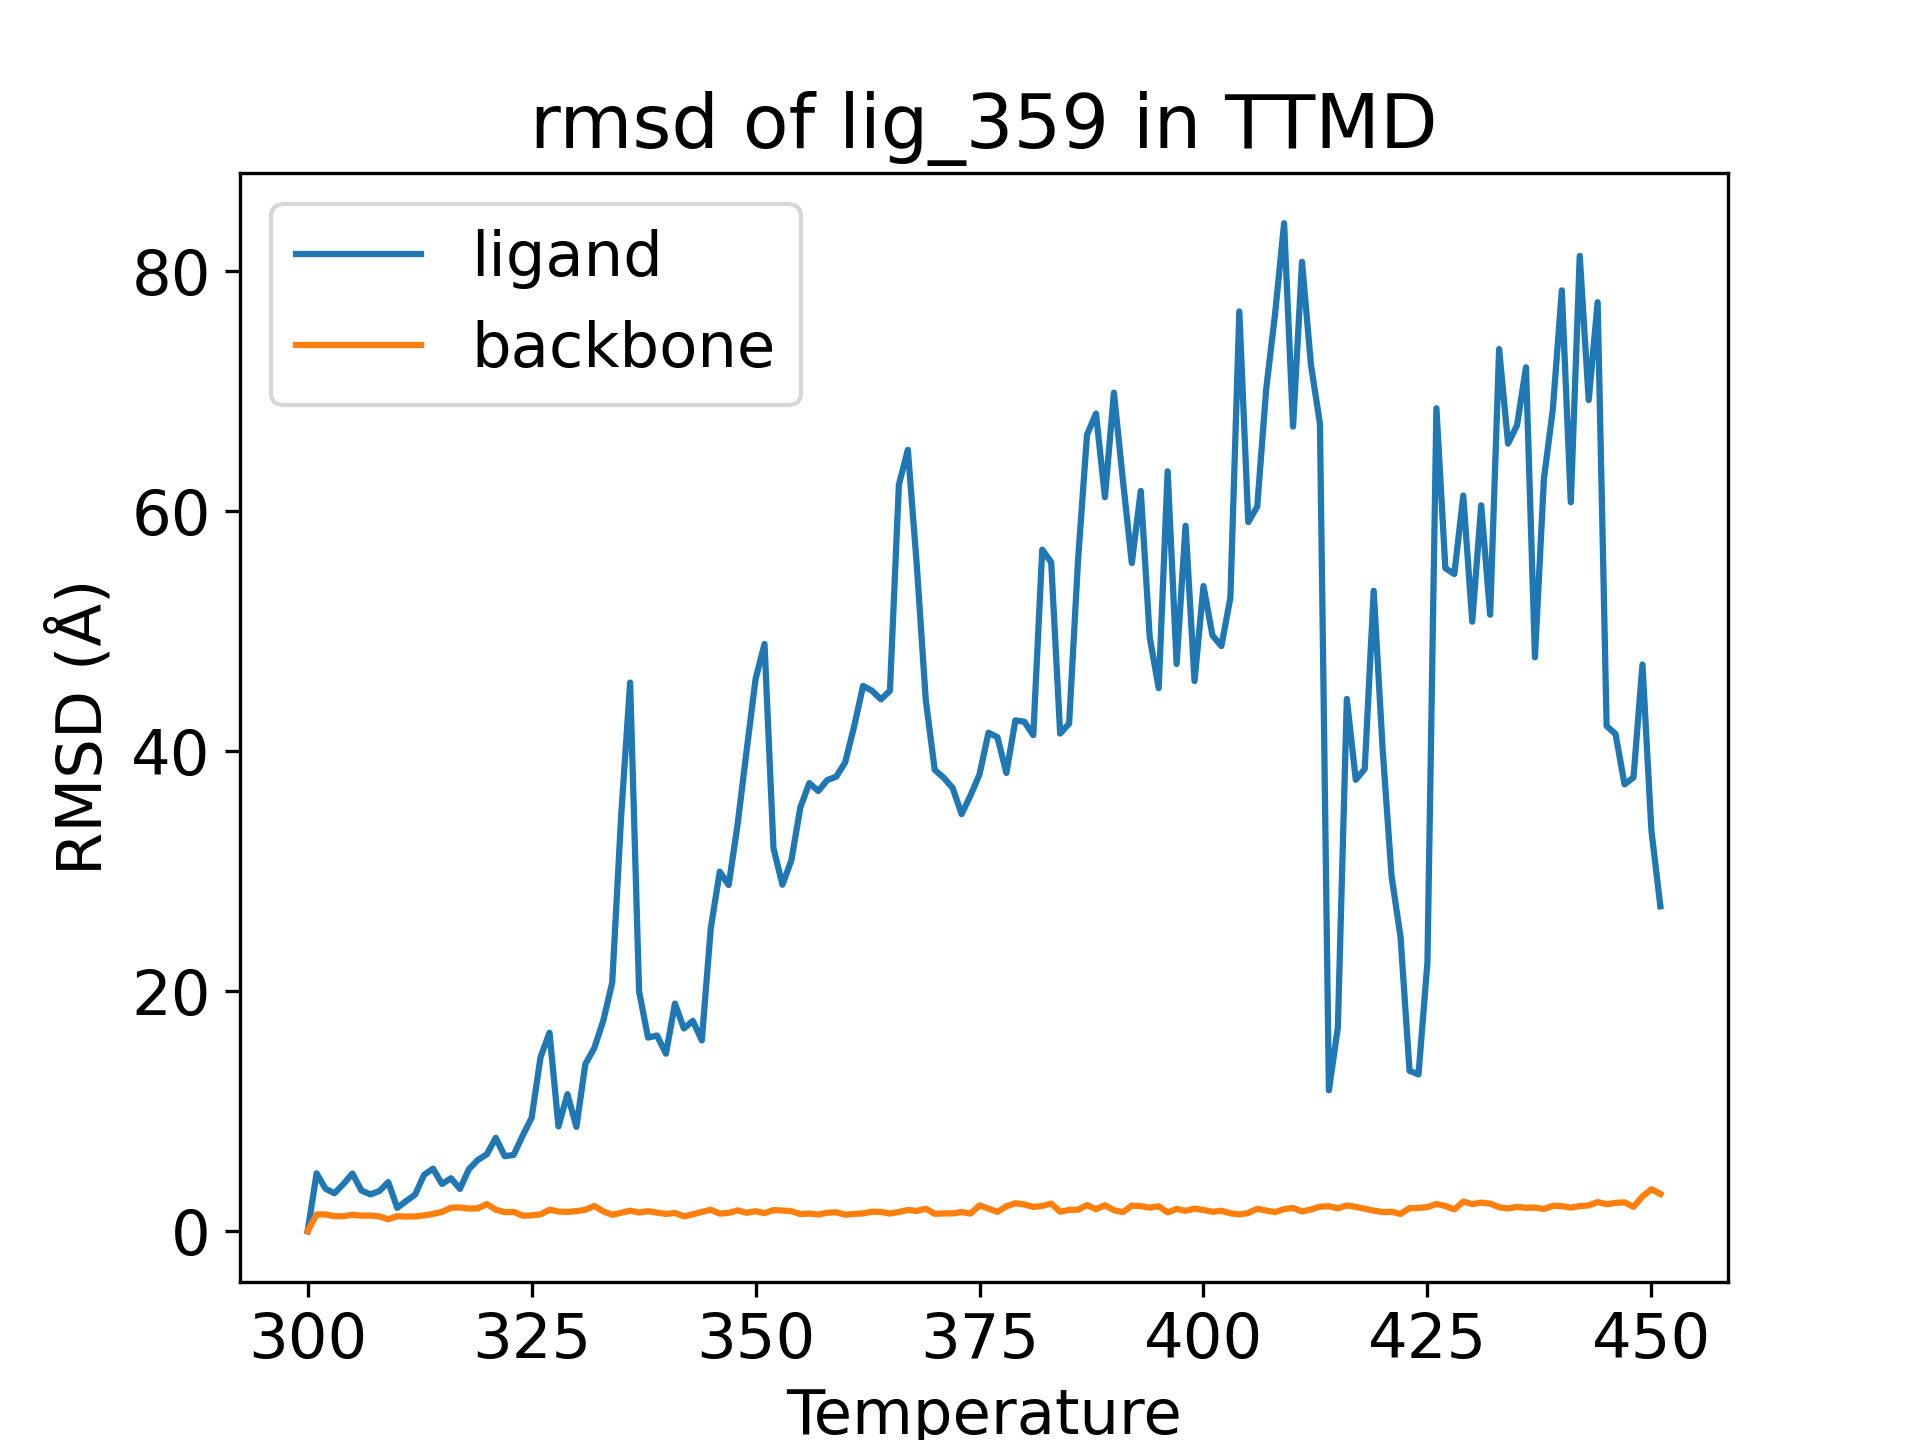 rmsd of lig_359 in TTMD
ligand
backbone
RMSD (Å)
80
60
40
20
0
300 325 350 375 400 425 450
Temperature